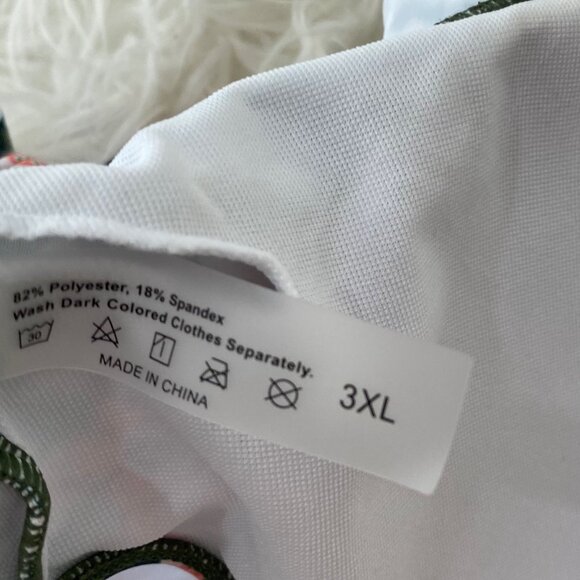 82% Polyester, 18% Spandex
Wash Dark Colored Clothes Separately.
30
MADE IN CHINA
3XL